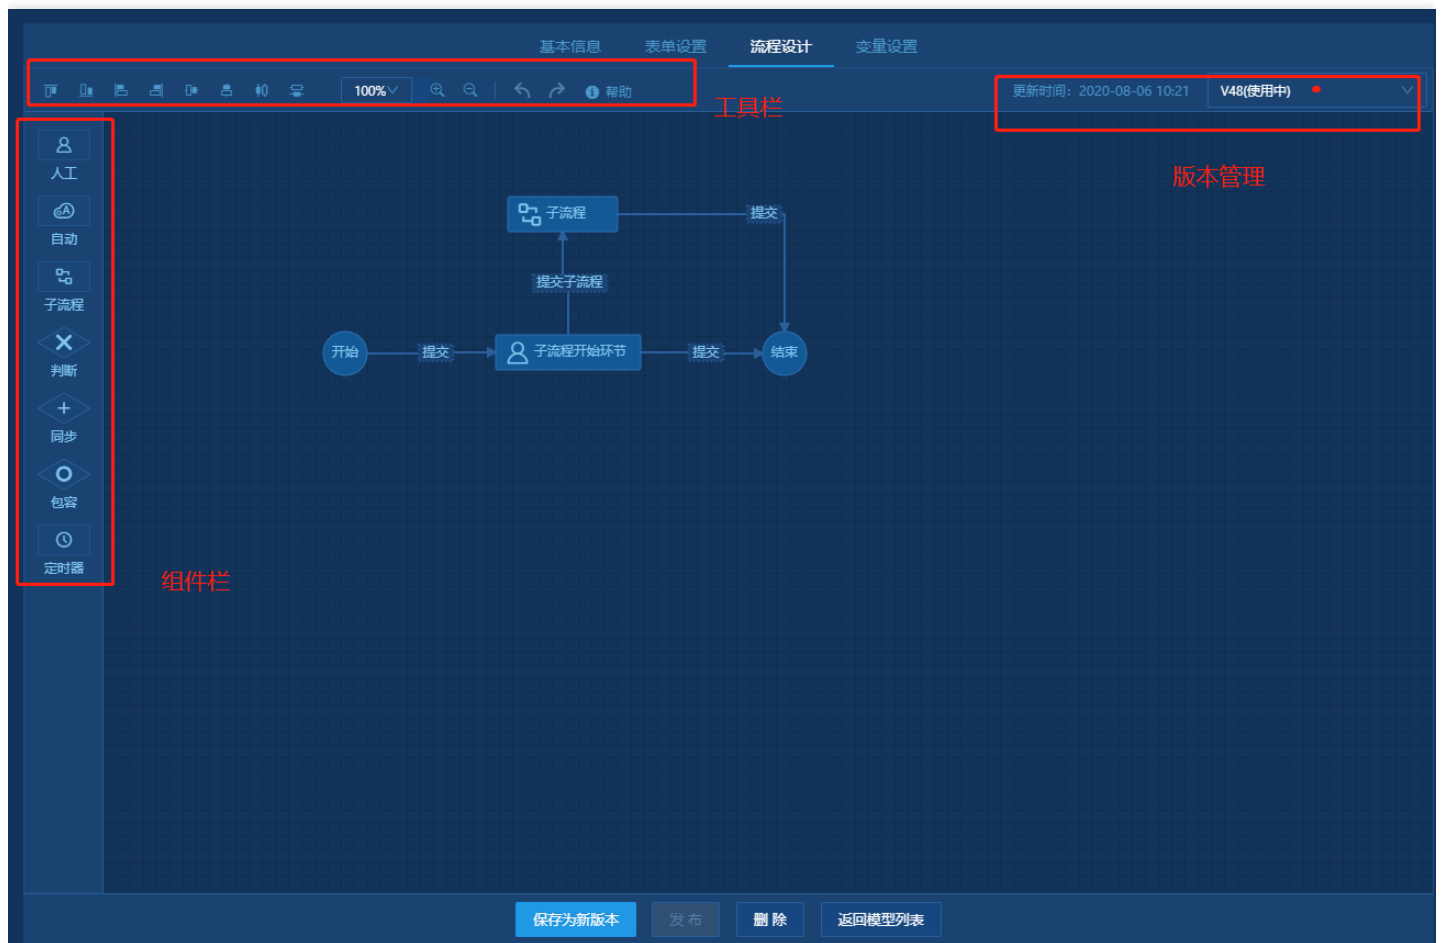 基本信息 表单设置 流程设计 变量设置
100% 帮助 工具栏 更新时间：2020-08-06 10:21 V48(使用中)
版本管理
人工
自动
子流程
判断
同步
包容
定时器
组件栏
子流程 提交
提交子流程
开始 提交 子流程开始环节 提交 结束
保存为新版本 发布 删除 返回模型列表